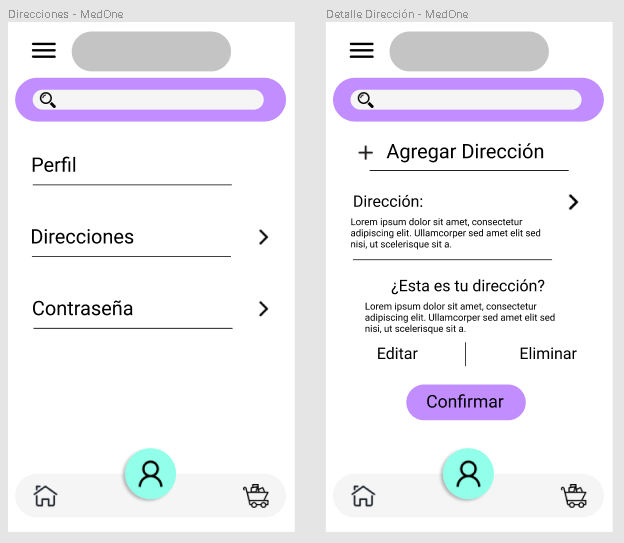 Direcciones - MedOne
Perfil
Direcciones
Contraseña
Detalle Dirección - MedOne
Agregar Dirección
Dirección:
Lorem ipsum dolor sit amet, consectetur
adipiscing elit. Ullamcorper sed amet elit sed
nisi, ut scelerisque sit a.
¿Esta es tu dirección?
Lorem ipsum dolor sit amet, consectetur
adipiscing elit. Ullamcorper sed amet elit sed
nisi, ut scelerisque sit a.
Editar
Eliminar
Confirmar